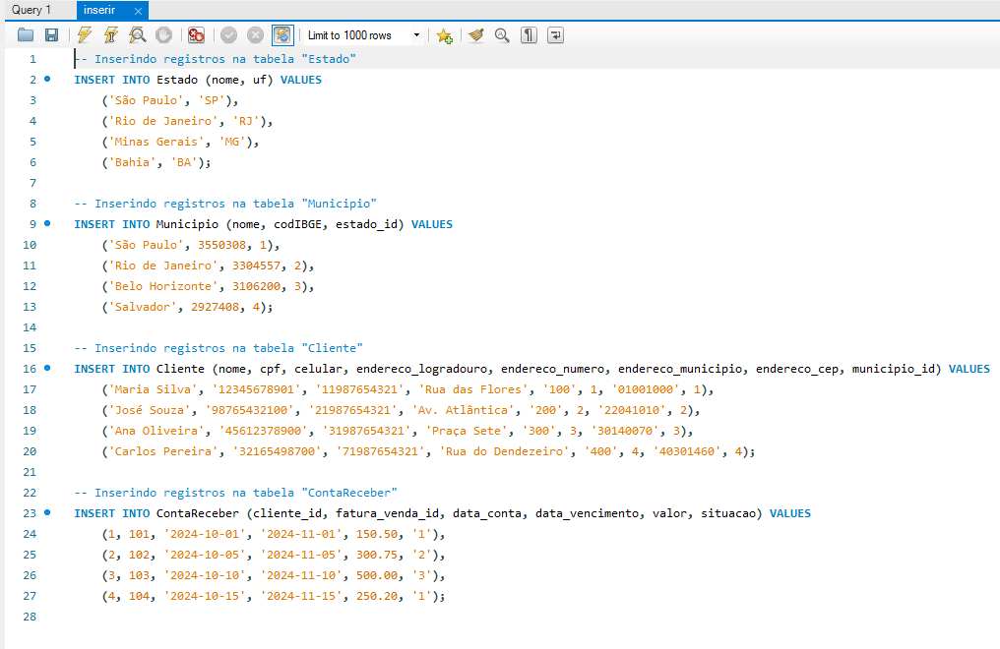 Query 1 inserir
Limit to 1000 rows
1 -- Inserindo registros na tabela "Estado"
2 INSERT INTO Estado (nome, uf) VALUES
3 ('São Paulo', 'SP'),
4 ('Rio de Janeiro', 'RJ'),
5 ('Minas Gerais', 'MG'),
6 ('Bahia', 'BA');
7
8 -- Inserindo registros na tabela "Municipio"
9 INSERT INTO Municipio (nome, codIBGE, estado_id) VALUES
10 ('São Paulo', 3550308, 1),
11 ('Rio de Janeiro', 3304557, 2),
12 ('Belo Horizonte', 3106200, 3),
13 ('Salvador', 2927408, 4);
14
15 -- Inserindo registros na tabela "Cliente"
16 INSERT INTO Cliente (nome, cpf, celular, endereco_logradouro, endereco_numero, endereco_municipio, endereco_cep, municipio_id) VALUES
17 ('Maria Silva', '12345678901', '11987654321', 'Rua das Flores', '100', 1, '01001000', 1),
18 ('José Souza', '98765432100', '21987654321', 'Av. Atlântica', '200', 2, '22041010', 2),
19 ('Ana Oliveira', '45612378900', '31987654321', 'Praça Sete', '300', 3, '30140070', 3),
20 ('Carlos Pereira', '32165498700', '71987654321', 'Rua do Dendezeiro', '400', 4, '40301460', 4);
21
22 -- Inserindo registros na tabela "ContaReceber"
23 INSERT INTO ContaReceber (cliente_id, fatura_venda_id, data_conta, data_vencimento, valor, situacao) VALUES
24 (1, 101, '2024-10-01', '2024-11-01', 150.50, '1'),
25 (2, 102, '2024-10-05', '2024-11-05', 300.75, '2'),
26 (3, 103, '2024-10-10', '2024-11-10', 500.00, '3'),
27 (4, 104, '2024-10-15', '2024-11-15', 250.20, '1');
28